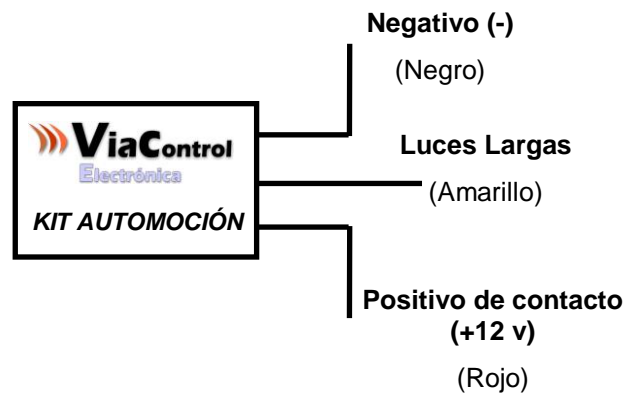 Negativo (-)
(Negro)
ViaControl
Electrónica
KIT AUTOMOCIÓN
Luces Largas
(Amarillo)
Positivo de contacto
(+12 v)
(Rojo)